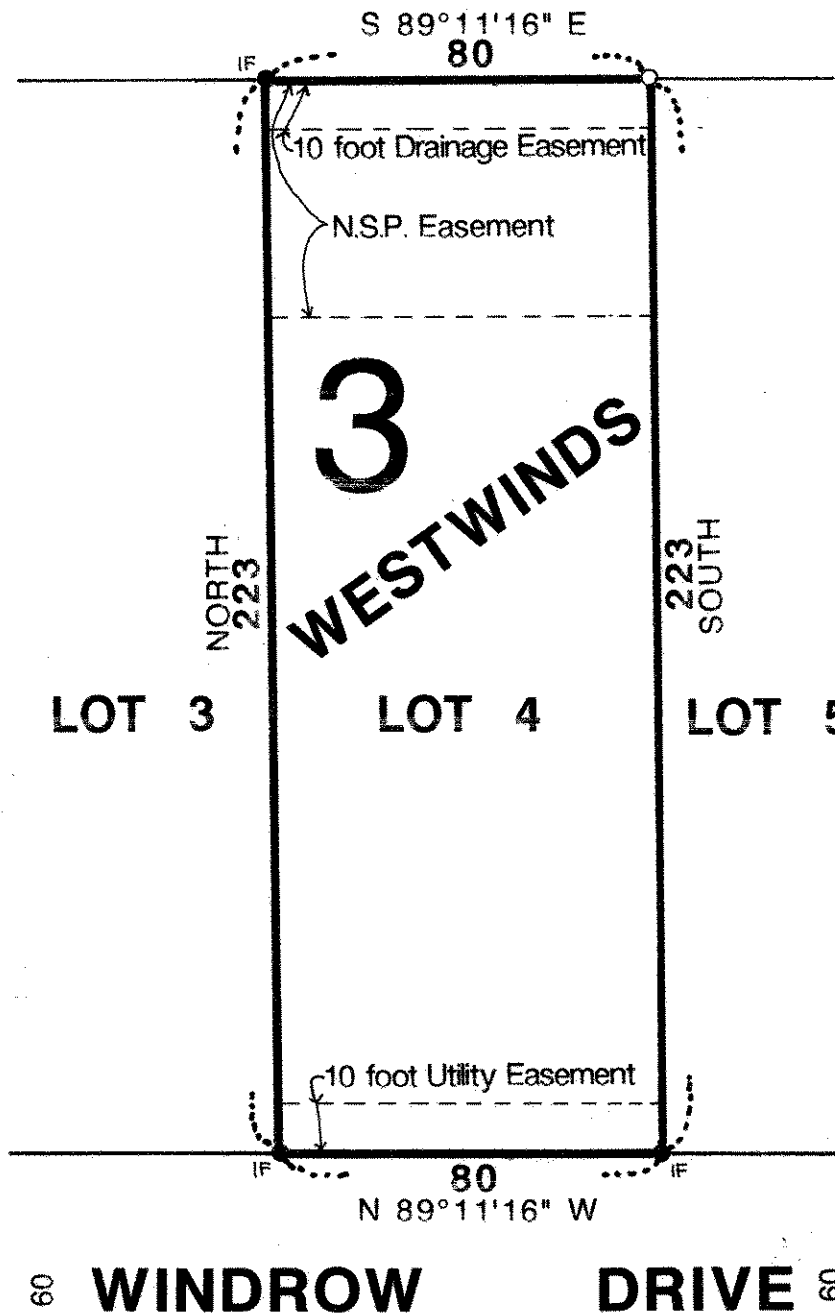 S 89°11'16" E
IF
80
10 foot Drainage Easement
N.S.P. Easement
3
WESTWINDS
NORTH
223
223
SOUTH
LOT 3
LOT 4
LOT 5
10 foot Utility Easement
IF
80
IF
N 89°11'16" W
60
WINDROW DRIVE
60